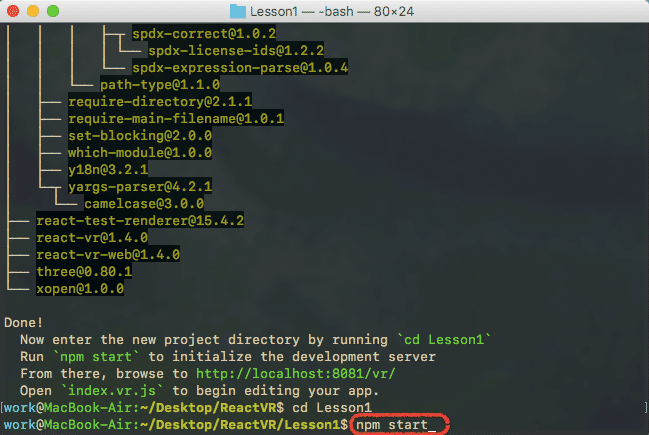 Lesson1 — -bash — 80×24
spdx-correct@1.0.2
spdx-license-ids@1.2.2
spdx-expression-parse@1.0.4
path-type@1.1.0
require-directory@2.1.1
require-main-filename@1.0.1
set-blocking@2.0.0
which-module@1.0.0
y18n@3.2.1
yargs-parser@4.2.1
camelcase@3.0.0
react-test-renderer@15.4.2
react-vr@1.4.0
react-vr-web@1.4.0
three@0.80.1
xopen@1.0.0
Done!
Now enter the new project directory by running `cd Lesson1`
Run `npm start` to initialize the development server
From there, browse to http://localhost:8081/vr/
Open `index.vr.js` to begin editing your app.
[work@MacBook-Air:~/Desktop/ReactVR$ cd Lesson1
work@MacBook-Air:~/Desktop/ReactVR/Lesson1$ npm start_